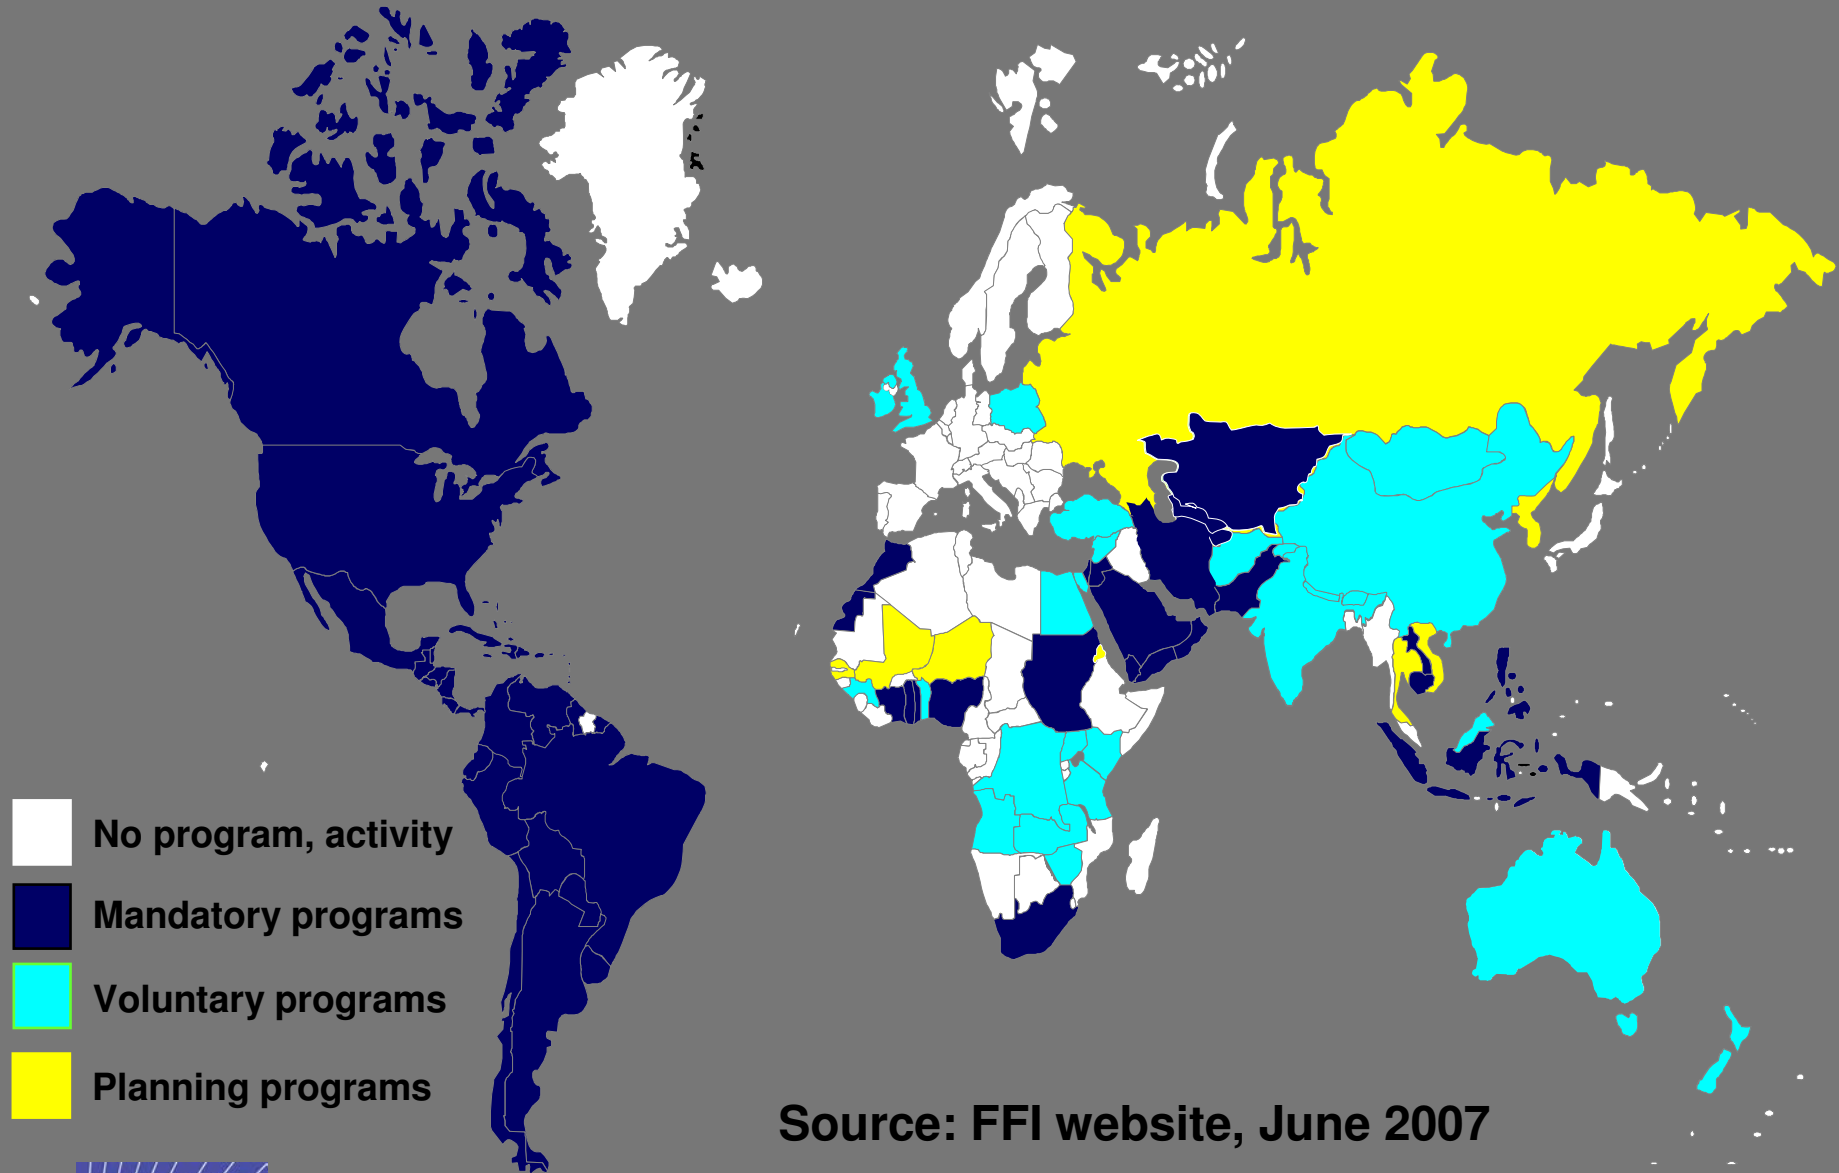 No program, activity
Mandatory programs
Voluntary programs
Planning programs
Source: FFI website, June 2007